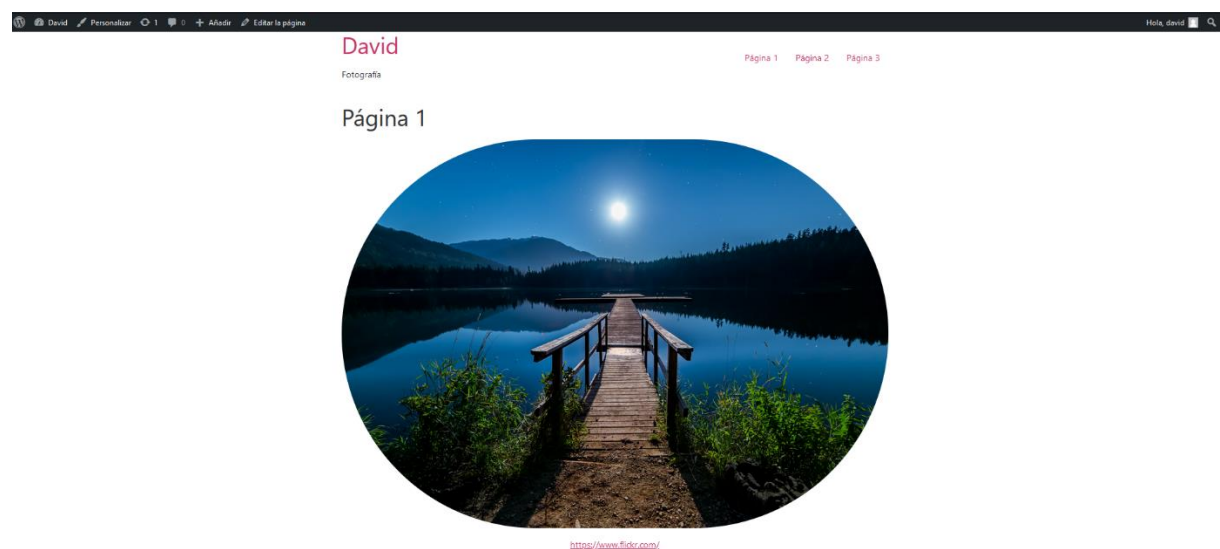 David Personalizar 1 0 Añadir Editar la página Hola, david
David
Página 1 Página 2 Página 3
Fotografía
Página 1
https://www.flickr.com/